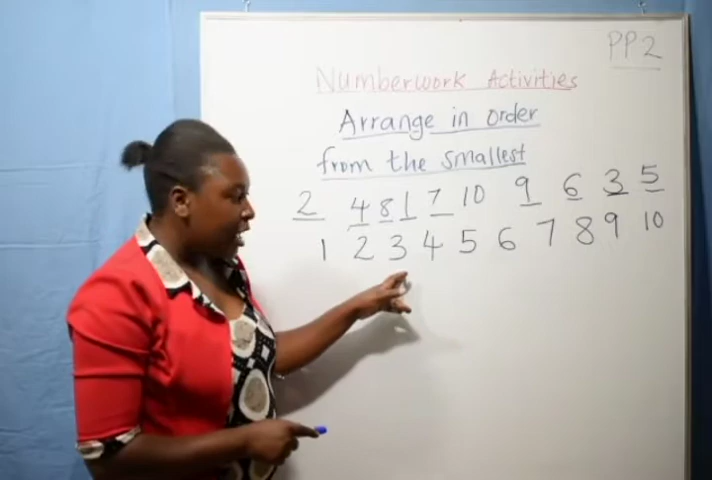 PP2
Numberwork Activities
Arrange in order
from the smallest
2 4 8 1 7 10 9 6 3 5
1 2 3 4 5 6 7 8 9 10